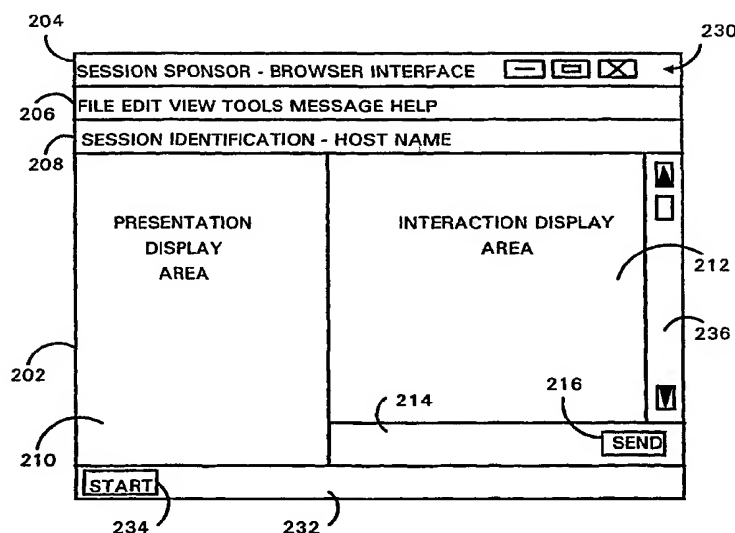 204
230
SESSION SPONSOR - BROWSER INTERFACE
206
FILE EDIT VIEW TOOLS MESSAGE HELP
208
SESSION IDENTIFICATION - HOST NAME
PRESENTATION
DISPLAY
AREA
INTERACTION DISPLAY
AREA
212
236
202
214
216
210
SEND
START
234
232